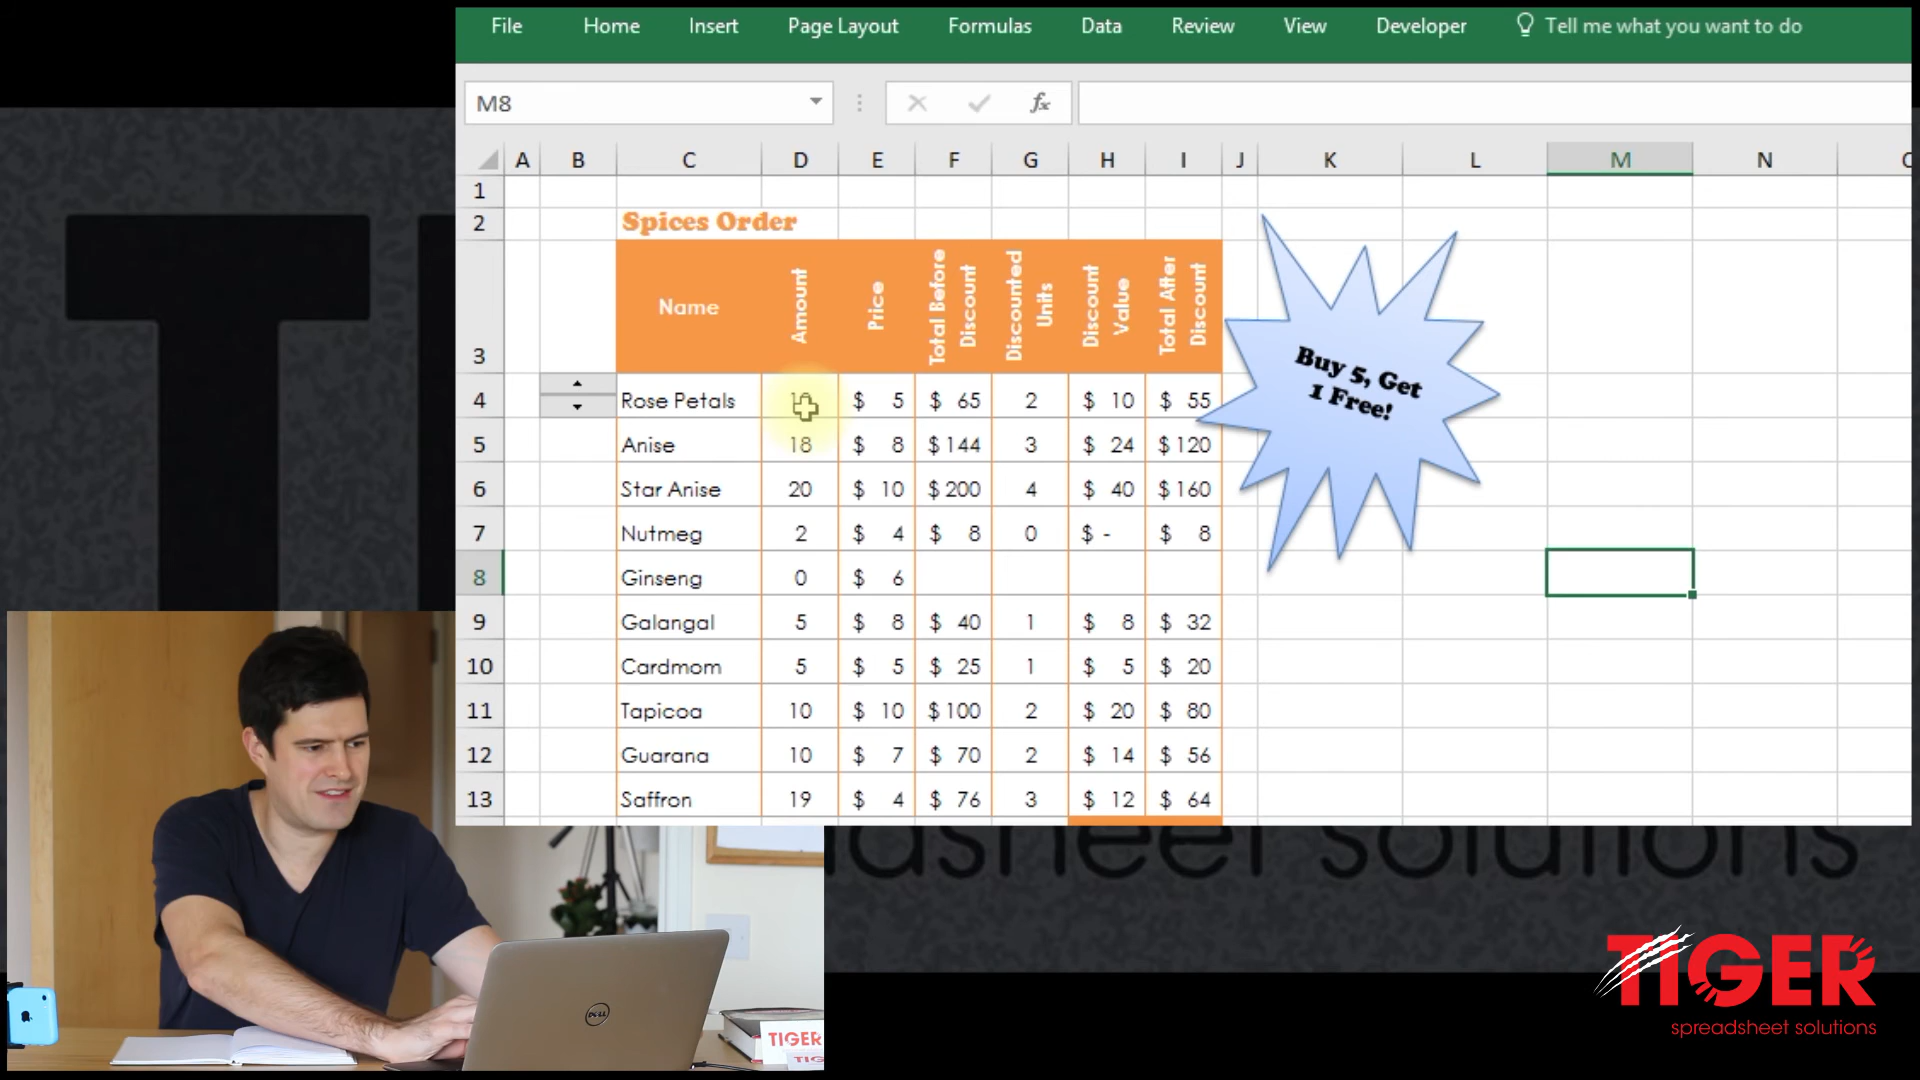 File Home Insert Page Layout Formulas Data Review View Developer Tell me what you want to do
M8 fx
A B C D E F G H I J K L M N
1
2 Spices Order
3 Name Amount Price Total Before Discount Discounted Units Discount Value Total After Discount
Buy 5, Get
1 Free!
4 Rose Petals $ 5 $ 65 2 $ 10 $ 55
5 Anise 18 $ 8 $ 144 3 $ 24 $ 120
6 Star Anise 20 $ 10 $ 200 4 $ 40 $ 160
7 Nutmeg 2 $ 4 $ 8 0 $ - $ 8
8 Ginseng 0 $ 6
9 Galangal 5 $ 8 $ 40 1 $ 8 $ 32
10 Cardmom 5 $ 5 $ 25 1 $ 5 $ 20
11 Tapicoa 10 $ 10 $ 100 2 $ 20 $ 80
12 Guarana 10 $ 7 $ 70 2 $ 14 $ 56
13 Saffron 19 $ 4 $ 76 3 $ 12 $ 64
solutions
DELL
TIGER
TIGER
spreadsheet solutions